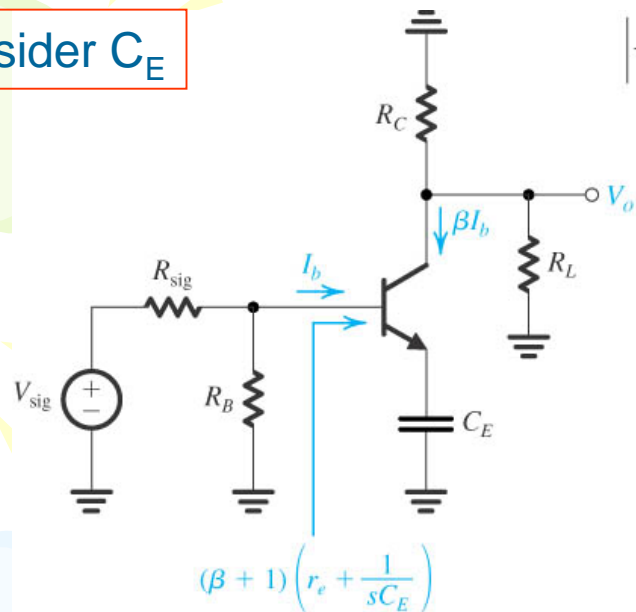 sider C_E
R_C
V_o
βI_b
R_L
I_b
R_sig
V_sig
+
−
R_B
C_E
(β + 1)(r_e + 1/(sC_E))